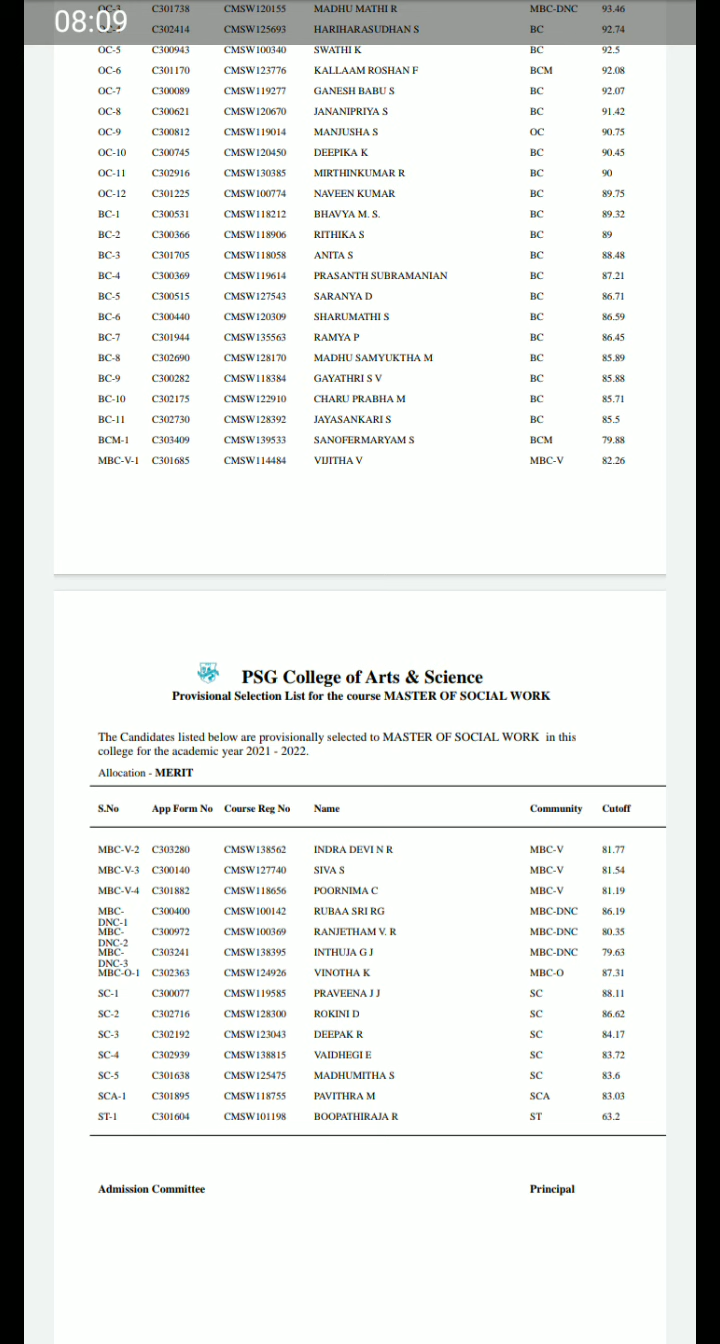 08:09
OC-3 C301738 CMSW120155 MADHU MATHI R MBC-DNC 93.46
C302414 CMSW125693 HARIHARASUDHAN S BC 92.74
OC-5 C300943 CMSW100340 SWATHI K BC 92.5
OC-6 C301170 CMSW123776 KALLAAM ROSHAN F BCM 92.08
OC-7 C300089 CMSW119277 GANESH BABU S BC 92.07
OC-8 C300621 CMSW120670 JANANIPRIYA S BC 91.42
OC-9 C300812 CMSW119014 MANJUSHA S OC 90.75
OC-10 C300745 CMSW120450 DEEPIKA K BC 90.45
OC-11 C302916 CMSW130385 MIRTHINKUMAR R BC 90
OC-12 C301225 CMSW100774 NAVEEN KUMAR BC 89.75
BC-1 C300531 CMSW118212 BHAVYA M. S. BC 89.32
BC-2 C300366 CMSW118906 RITHIKA S BC 89
BC-3 C301705 CMSW118058 ANITA S BC 88.48
BC-4 C300369 CMSW119614 PRASANTH SUBRAMANIAN BC 87.21
BC-5 C300515 CMSW127543 SARANYA D BC 86.71
BC-6 C300440 CMSW120309 SHARUMATHI S BC 86.59
BC-7 C301944 CMSW135563 RAMYA P BC 86.45
BC-8 C302690 CMSW128170 MADHU SAMYUKTHA M BC 85.89
BC-9 C300282 CMSW118384 GAYATHRI S V BC 85.88
BC-10 C302175 CMSW122910 CHARU PRABHA M BC 85.71
BC-11 C302730 CMSW128392 JAYASANKARI S BC 85.5
BCM-1 C303409 CMSW139533 SANOFERMARYAM S BCM 79.88
MBC-V-1 C301685 CMSW114484 VIJITHA V MBC-V 82.26
PSG College of Arts & Science
Provisional Selection List for the course MASTER OF SOCIAL WORK
The Candidates listed below are provisionally selected to MASTER OF SOCIAL WORK in this
college for the academic year 2021 - 2022.
Allocation - MERIT
S.No App Form No Course Reg No Name Community Cutoff
MBC-V-2 C303280 CMSW138562 INDRA DEVI N R MBC-V 81.77
MBC-V-3 C300140 CMSW127740 SIVA S MBC-V 81.54
MBC-V-4 C301882 CMSW118656 POORNIMA C MBC-V 81.19
MBC- C300400 CMSW100142 RUBAA SRI RG MBC-DNC 86.19
DNC-1
MBC- C300972 CMSW100369 RANJETHAM V. R MBC-DNC 80.35
DNC-2
MBC- C303241 CMSW138395 INTHUJA G J MBC-DNC 79.63
DNC-3
MBC-O-1 C302363 CMSW124926 VINOTHA K MBC-O 87.31
SC-1 C300077 CMSW119585 PRAVEENA J J SC 88.11
SC-2 C302716 CMSW128300 ROKINI D SC 86.62
SC-3 C302192 CMSW123043 DEEPAK R SC 84.17
SC-4 C302939 CMSW138815 VAIDHEGI E SC 83.72
SC-5 C301638 CMSW125475 MADHUMITHA S SC 83.6
SCA-1 C301895 CMSW118755 PAVITHRA M SCA 83.03
ST-1 C301604 CMSW101198 BOOPATHIRAJA R ST 63.2
Admission Committee Principal